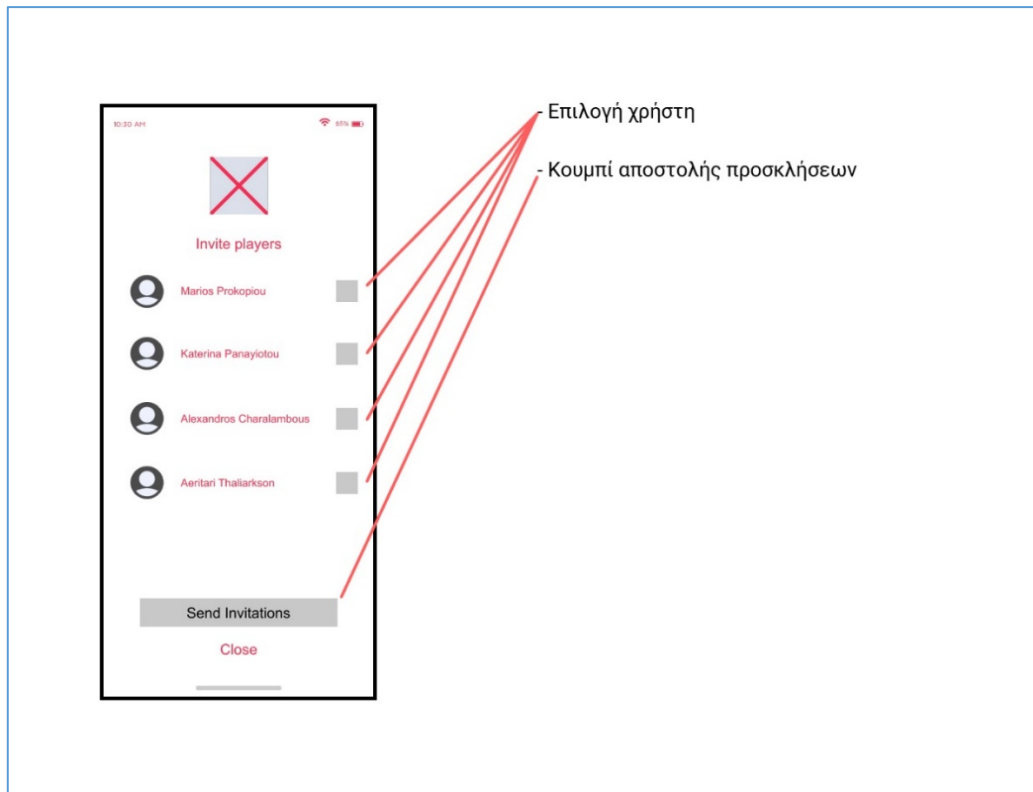 10:30 AM 65%
Invite players
Marios Prokopiou
Katerina Panayiotou
Alexandros Charalambous
Aeritari Thaliarkson
Send Invitations
Close
- Επιλογή χρήστη
- Κουμπί αποστολής προσκλήσεων